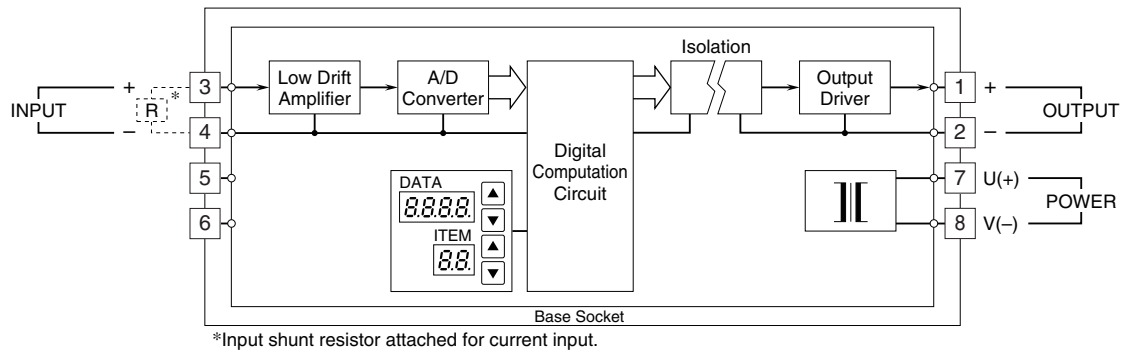 Isolation
INPUT
+
–
R
*
3
4
5
6
Low Drift
Amplifier
A/D
Converter
Digital
Computation
Circuit
Output
Driver
DATA
8.8.8.8.
ITEM
8.8.
1
2
7
8
+
–
U(+)
V(–)
OUTPUT
POWER
Base Socket
*Input shunt resistor attached for current input.